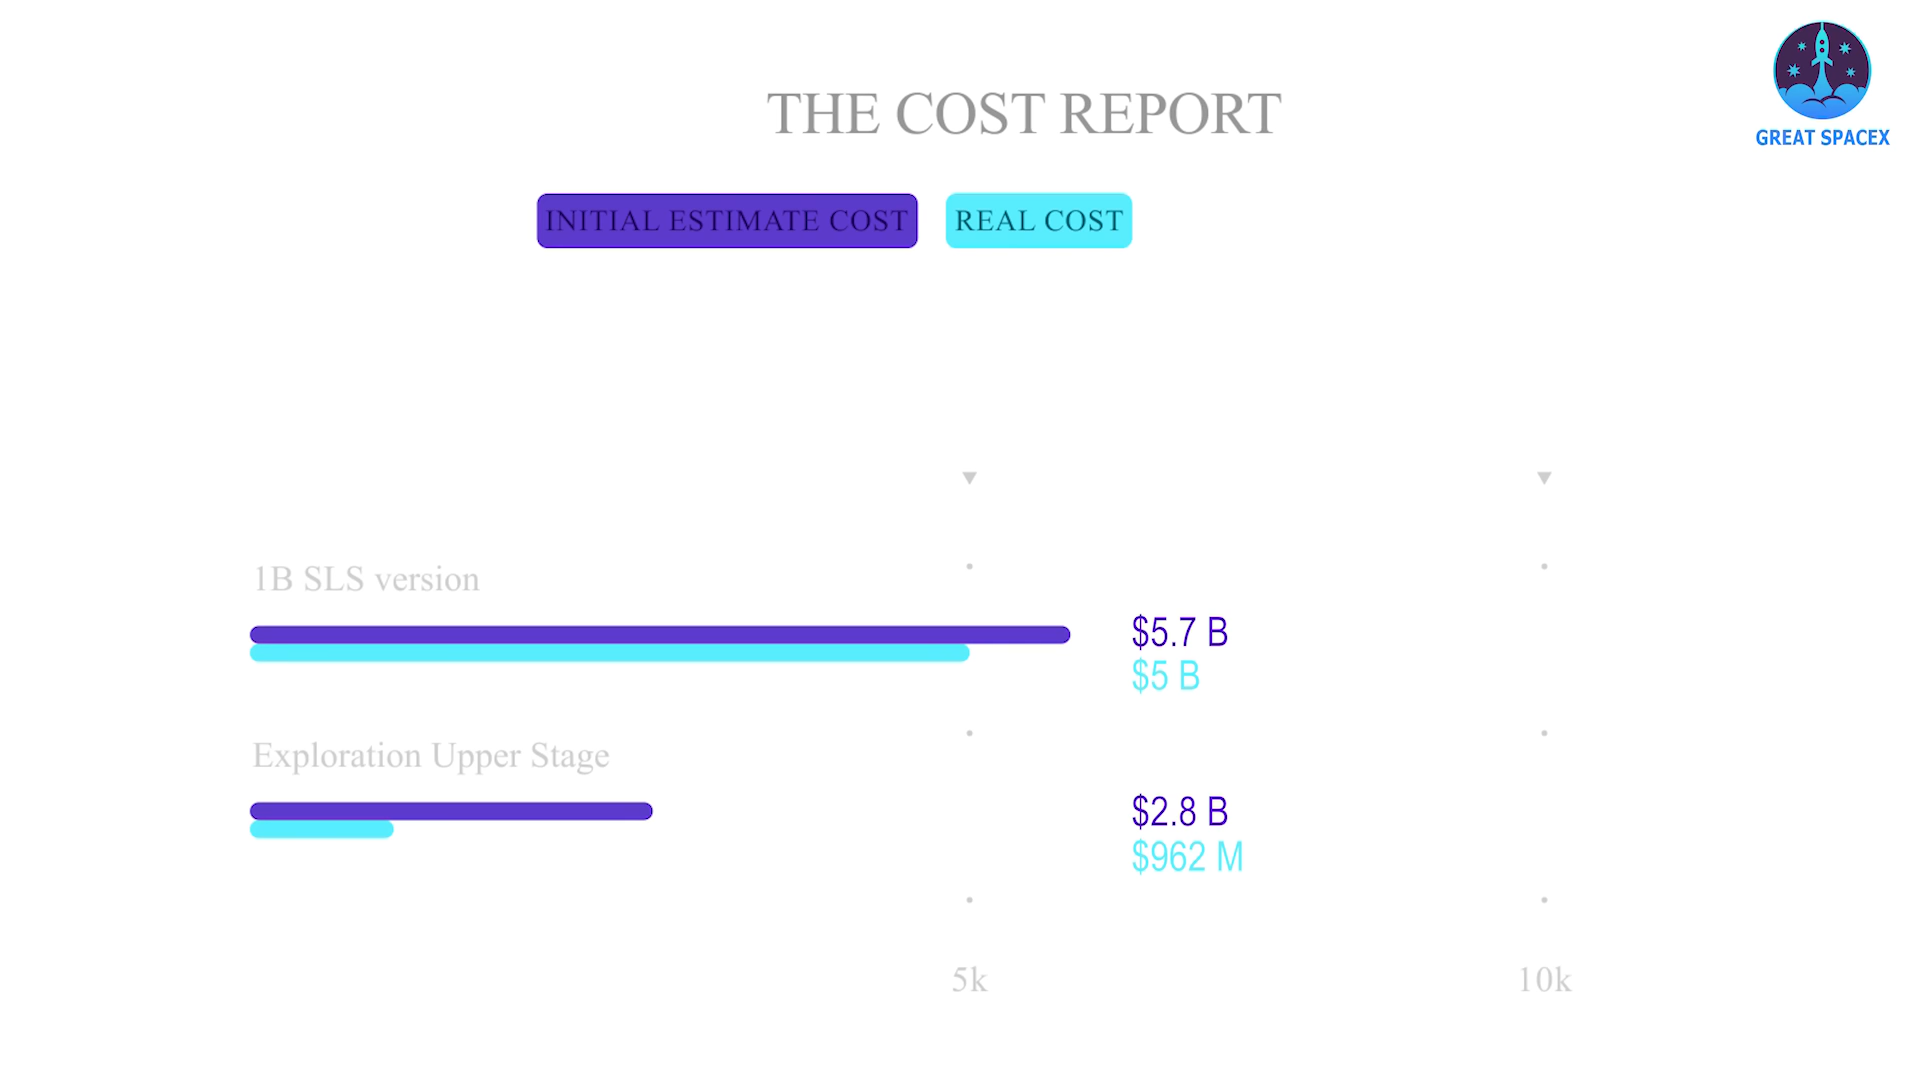 GREAT SPACEX
THE COST REPORT
INITIAL ESTIMATE COST
REAL COST
1B SLS version
$5.7 B
$5 B
Exploration Upper Stage
$2.8 B
$962 M
5k
10k